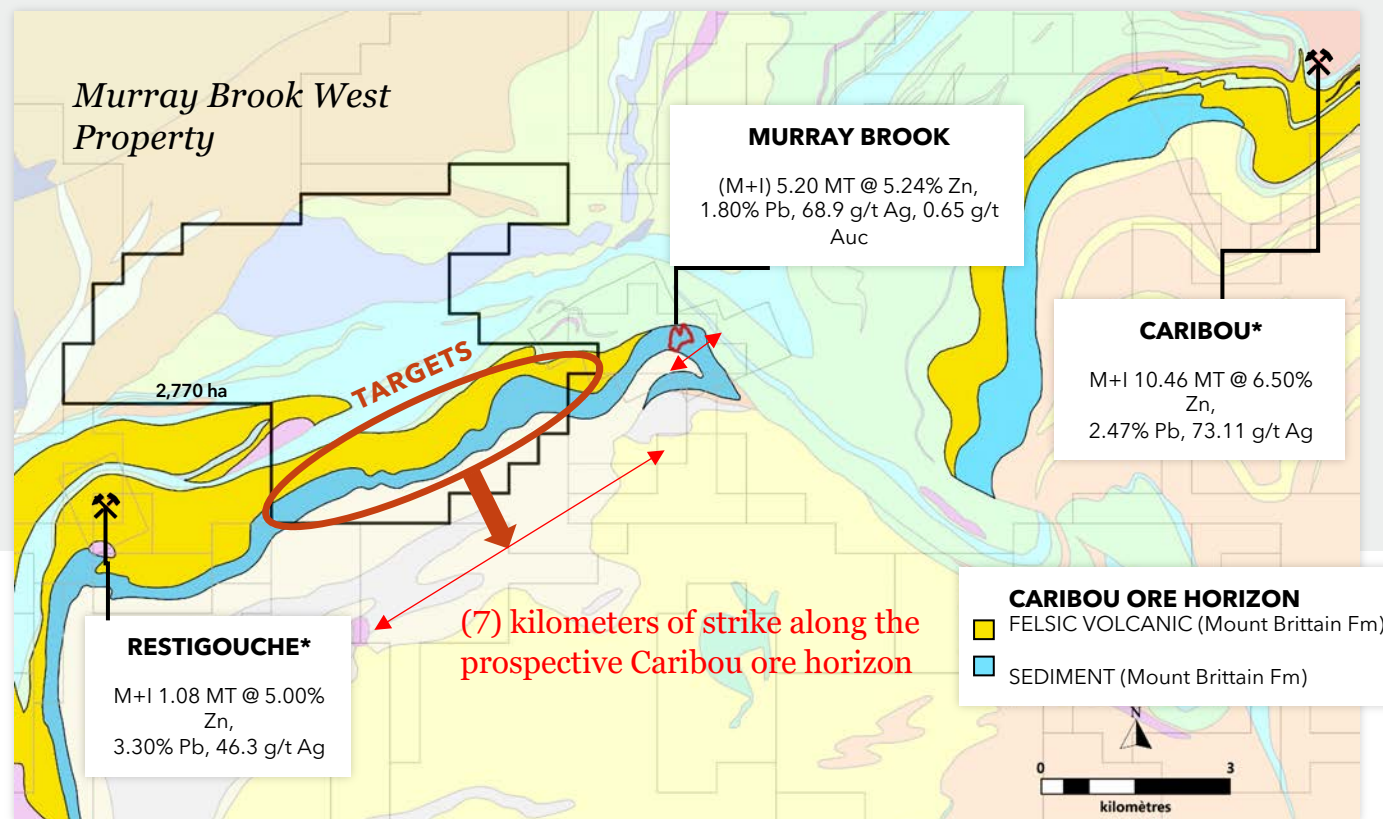 Murray Brook West
Property
MURRAY BROOK
(M+I) 5.20 MT @ 5.24% Zn,
1.80% Pb, 68.9 g/t Ag, 0.65 g/t
Auc
CARIBOU*
M+I 10.46 MT @ 6.50%
Zn,
2.47% Pb, 73.11 g/t Ag
TARGETS
2,770 ha
RESTIGOUCHE*
M+I 1.08 MT @ 5.00%
Zn,
3.30% Pb, 46.3 g/t Ag
(7) kilometers of strike along the
prospective Caribou ore horizon
CARIBOU ORE HORIZON
FELSIC VOLCANIC (Mount Brittain Fm)
SEDIMENT (Mount Brittain Fm)
N
0 3
kilomètres